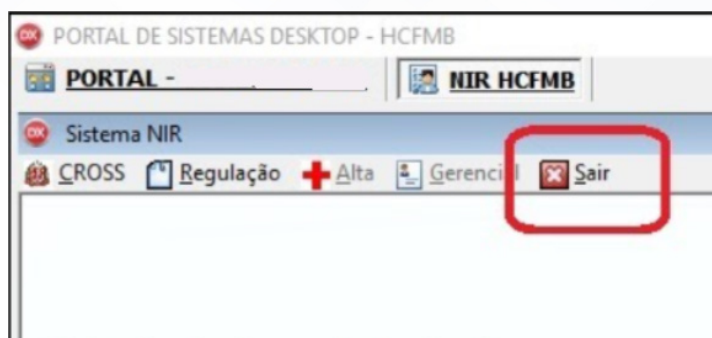 PORTAL DE SISTEMAS DESKTOP - HCFMB
PORTAL - NIR HCFMB
Sistema NIR
CROSS Regulação Alta Gerencial Sair